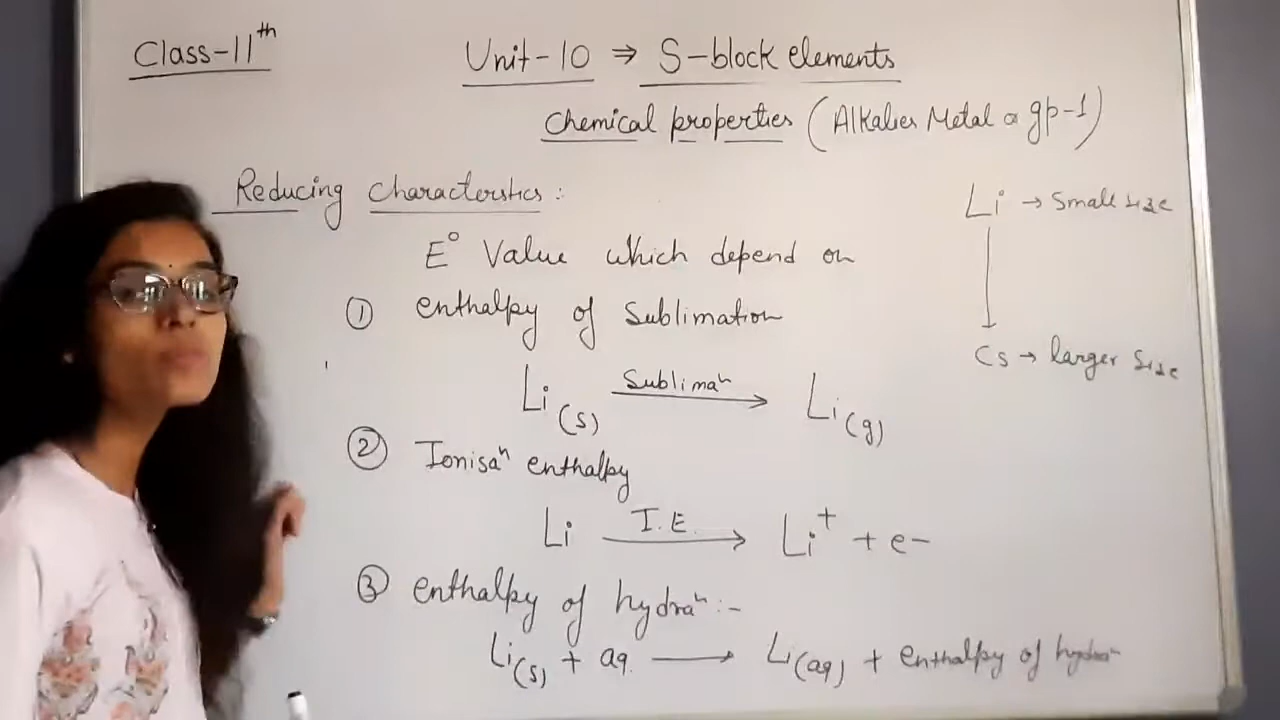 Class-11th
Unit-10 ⇒ S-block elements
Chemical properties (Alkalies Metal or gp-1)
Reducing Characterstics:
Li → Small size
E° Value which depend on
① enthalpy of Sublimation
Cs → larger Size
Li(s) Sublimaⁿ→ Li(g)
② Ionisaⁿ enthalpy
Li I.E.→ Li⁺ + e-
③ enthalpy of hydraⁿ:-
Li(s) + aq. → Li(aq) + enthalpy of hydraⁿ